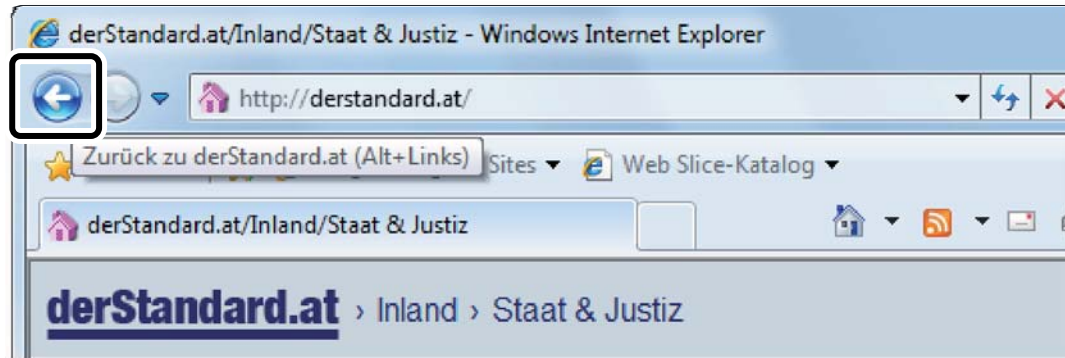 derStandard.at/Inland/Staat & Justiz - Windows Internet Explorer
http://derstandard.at/
Zurück zu derStandard.at (Alt+Links) Sites Web Slice-Katalog
derStandard.at/Inland/Staat & Justiz
derStandard.at › Inland › Staat & Justiz